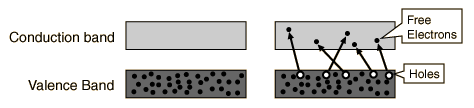 Conduction band
Free
Electrons
Valence Band
Holes